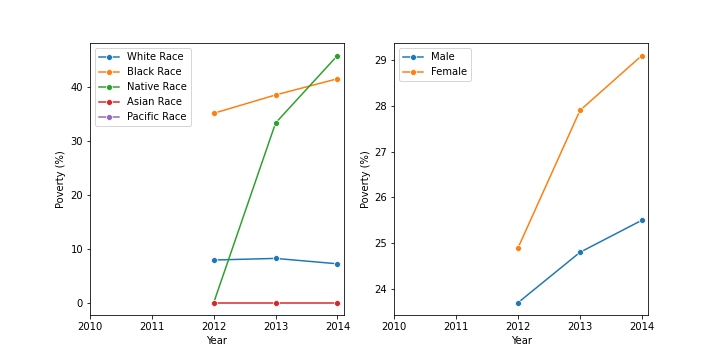 White Race
Black Race
Native Race
Asian Race
Pacific Race
Poverty (%)
40
30
20
10
0
2010 2011 2012 2013 2014
Year
Male
Female
Poverty (%)
29
28
27
26
25
24
2010 2011 2012 2013 2014
Year